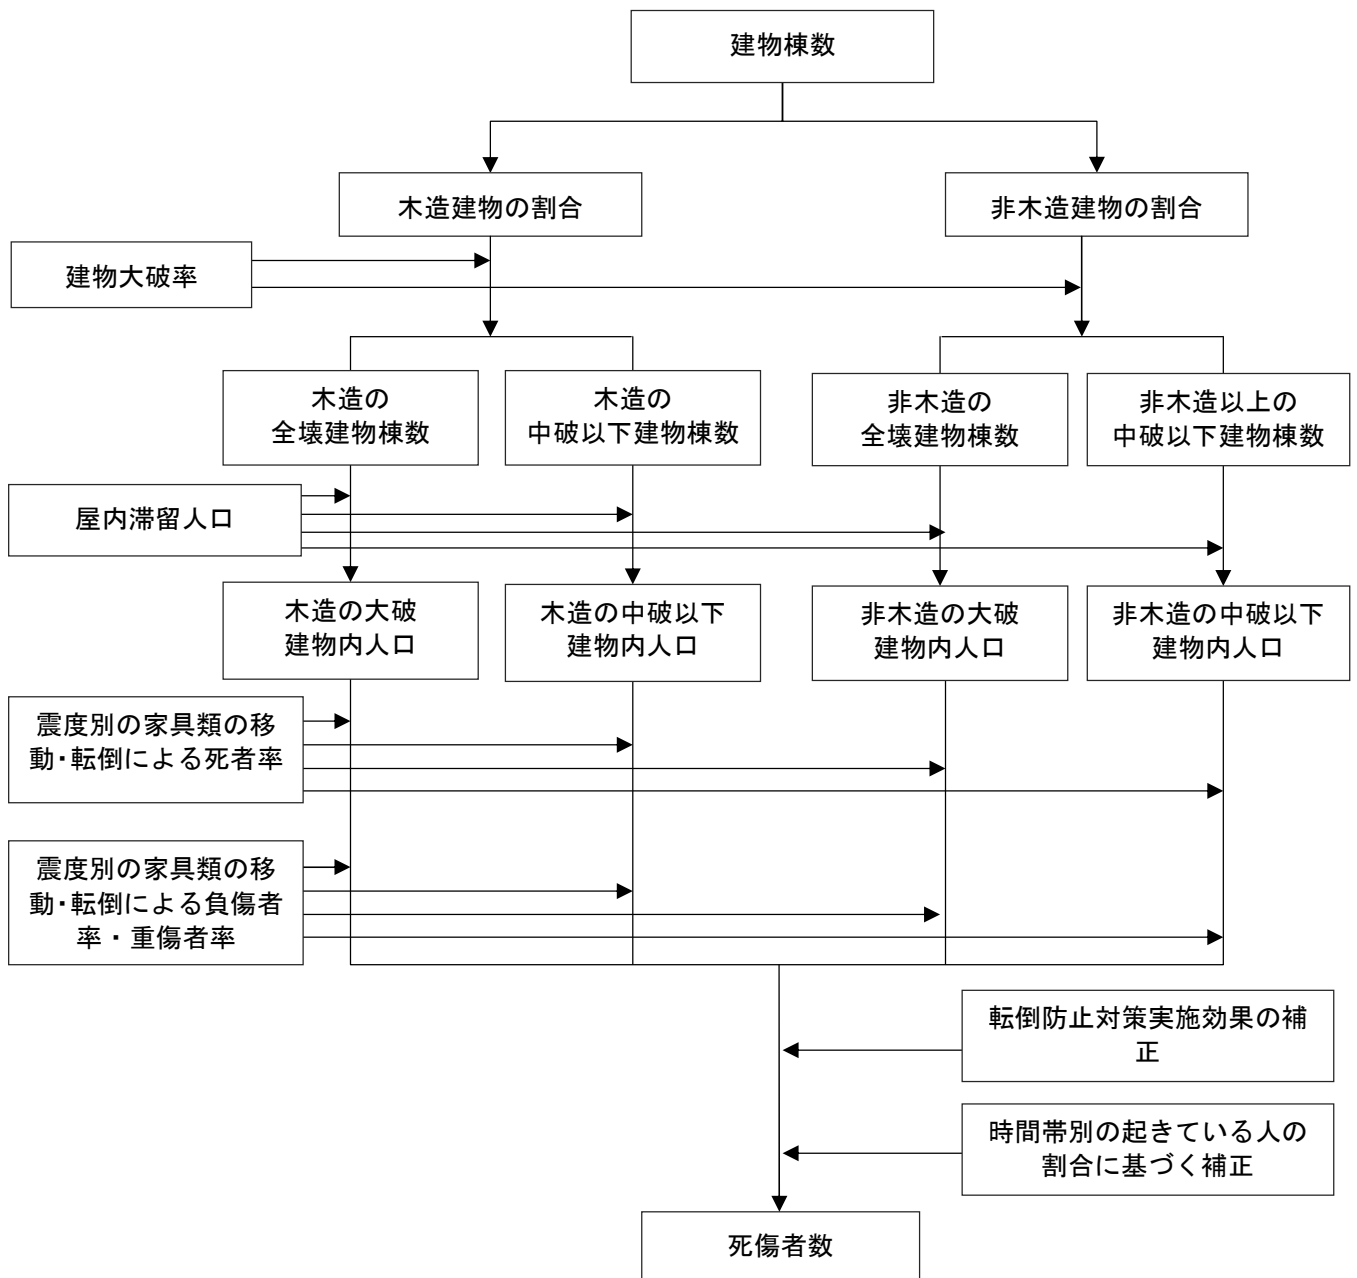 建物棟数
木造建物の割合
非木造建物の割合
建物大破率
木造の
全壊建物棟数
木造の
中破以下建物棟数
非木造の
全壊建物棟数
非木造以上の
中破以下建物棟数
屋内滞留人口
木造の大破
建物内人口
木造の中破以下
建物内人口
非木造の大破
建物内人口
非木造の中破以下
建物内人口
震度別の家具類の移
動・転倒による死者率
震度別の家具類の移
動・転倒による負傷者
率・重傷者率
転倒防止対策実施効果の補
正
時間帯別の起きている人の
割合に基づく補正
死傷者数